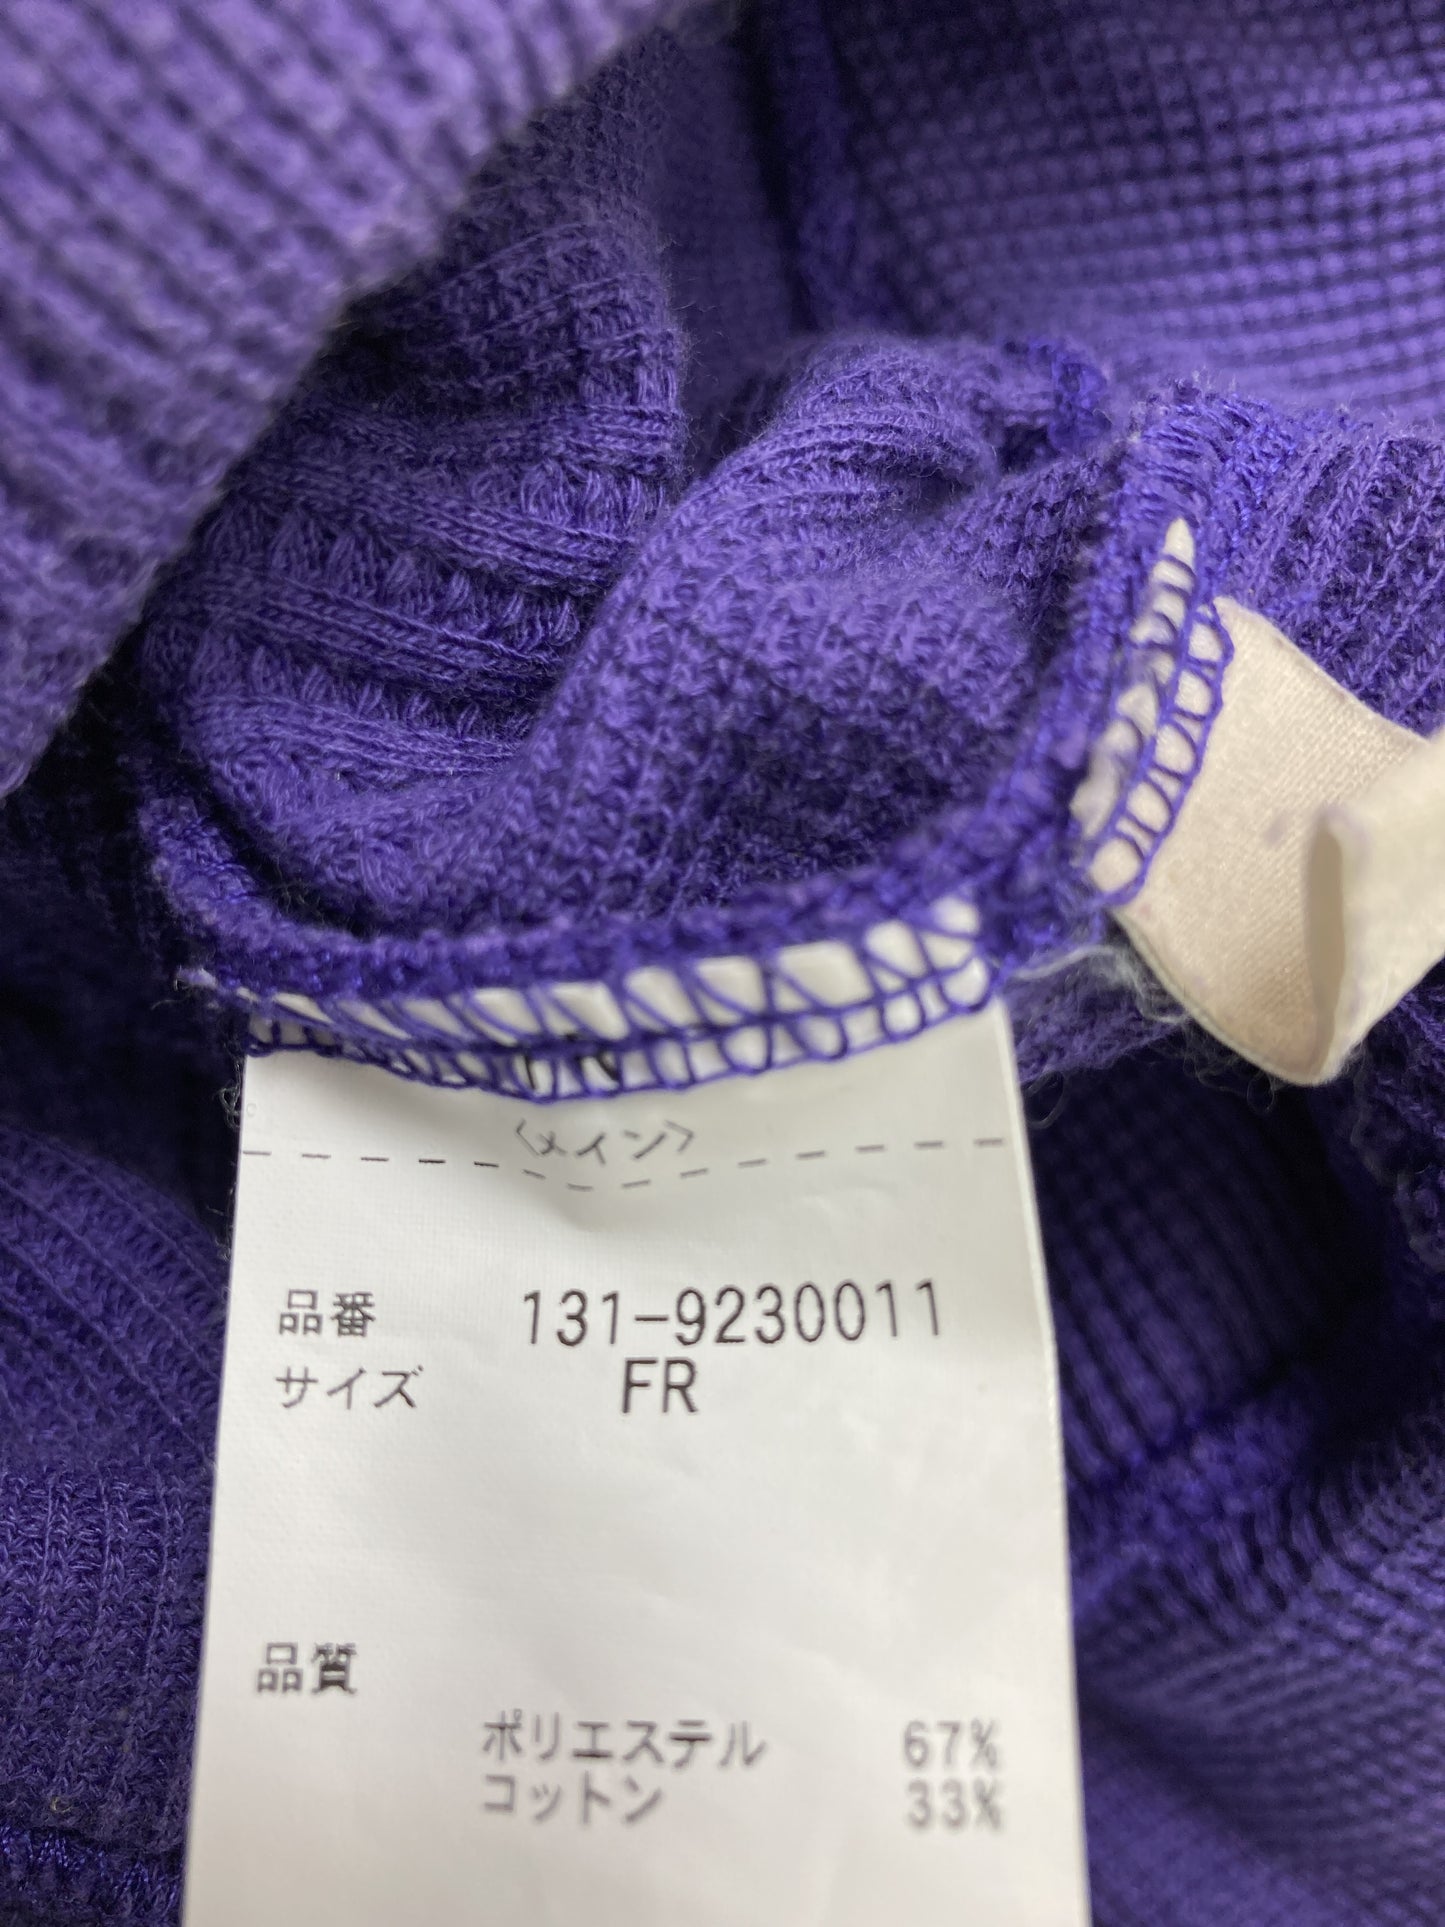 〈メイン〉
品番 131-9230011
サイズ FR
品質
ポリエステル 67%
コットン 33%